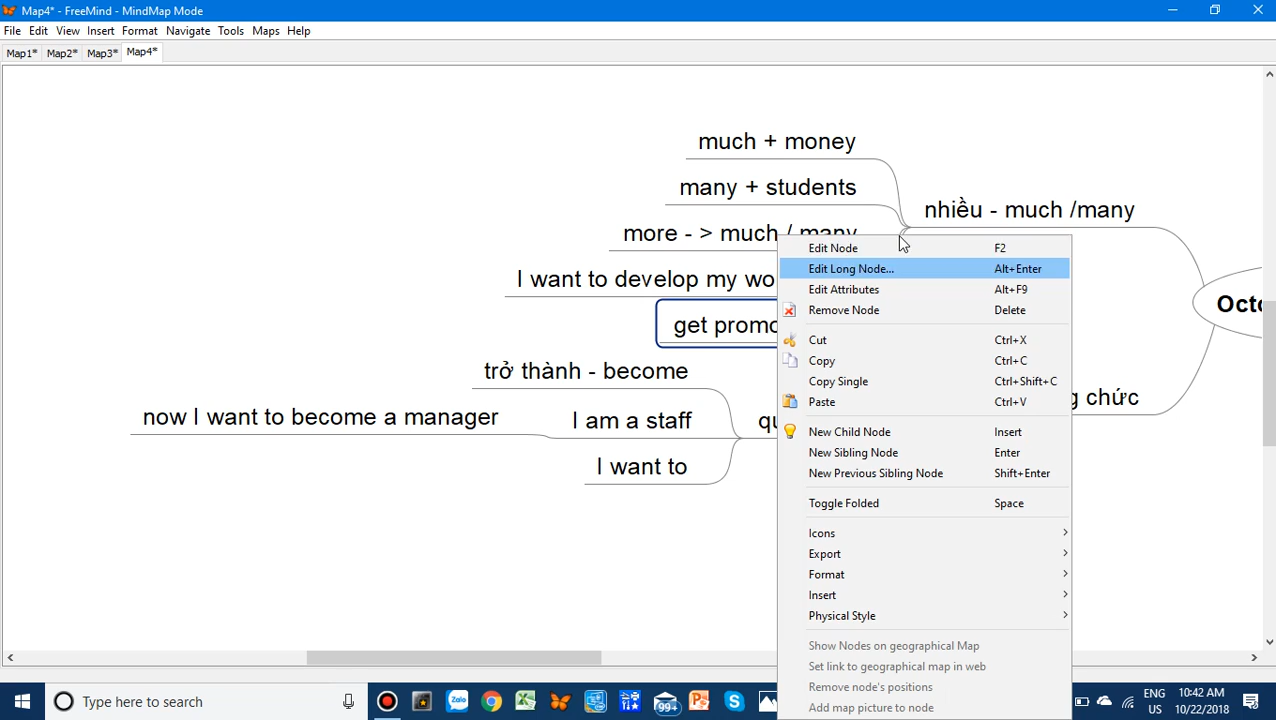 Map4* - FreeMind - MindMap Mode
File Edit View Insert Format Navigate Tools Maps Help
Map1* Map2* Map3* Map4*
much + money
many + students
nhiều - much /many
more - > much / many
I want to develop my wo
get promo
trở thành - become
now I want to become a manager
I am a staff
I want to
qu
Octo
g chức
Edit Node F2
Edit Long Node... Alt+Enter
Edit Attributes Alt+F9
Remove Node Delete
Cut Ctrl+X
Copy Ctrl+C
Copy Single Ctrl+Shift+C
Paste Ctrl+V
New Child Node Insert
New Sibling Node Enter
New Previous Sibling Node Shift+Enter
Toggle Folded Space
Icons
Export
Format
Insert
Physical Style
Show Nodes on geographical Map
Set link to geographical map in web
Remove node's positions
Add map picture to node
Type here to search
Zalo
99+
ENG
US
10:42 AM
10/22/2018